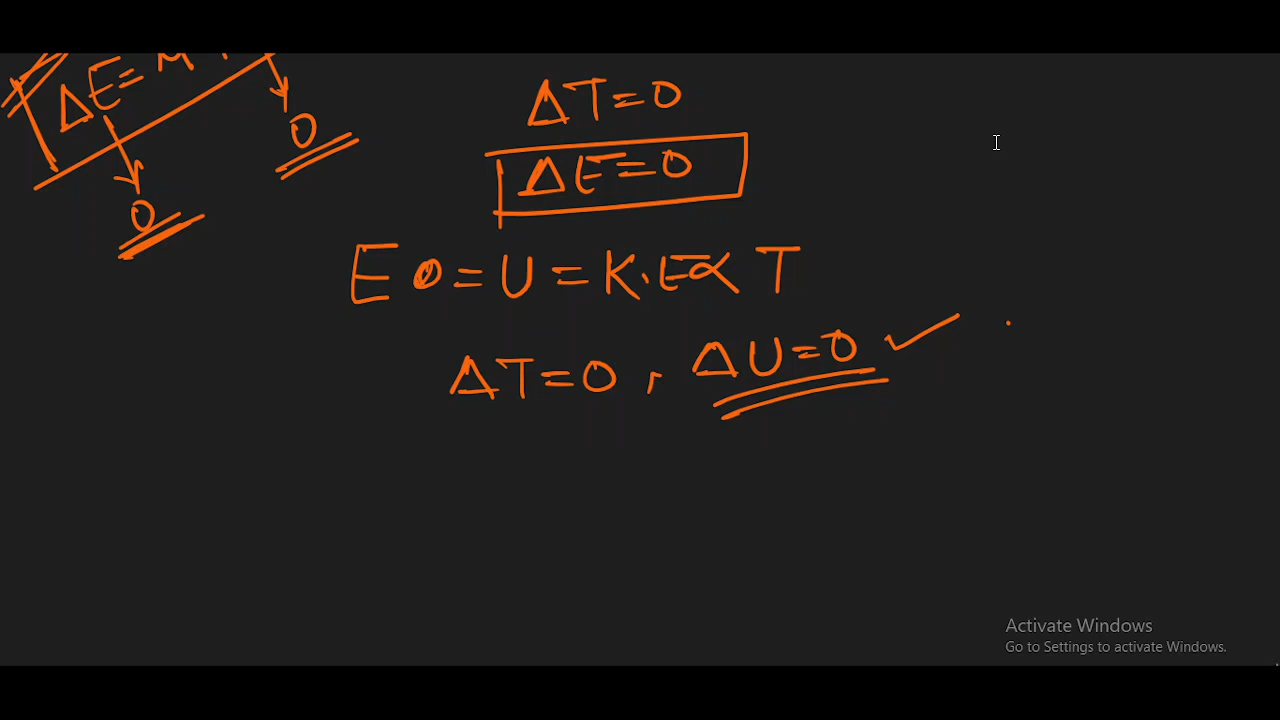 ΔE=
0
0
ΔT=0
ΔE=0
E = U = K.E ∝ T
ΔT=0 , ΔU=0 ✓
Activate Windows
Go to Settings to activate Windows.